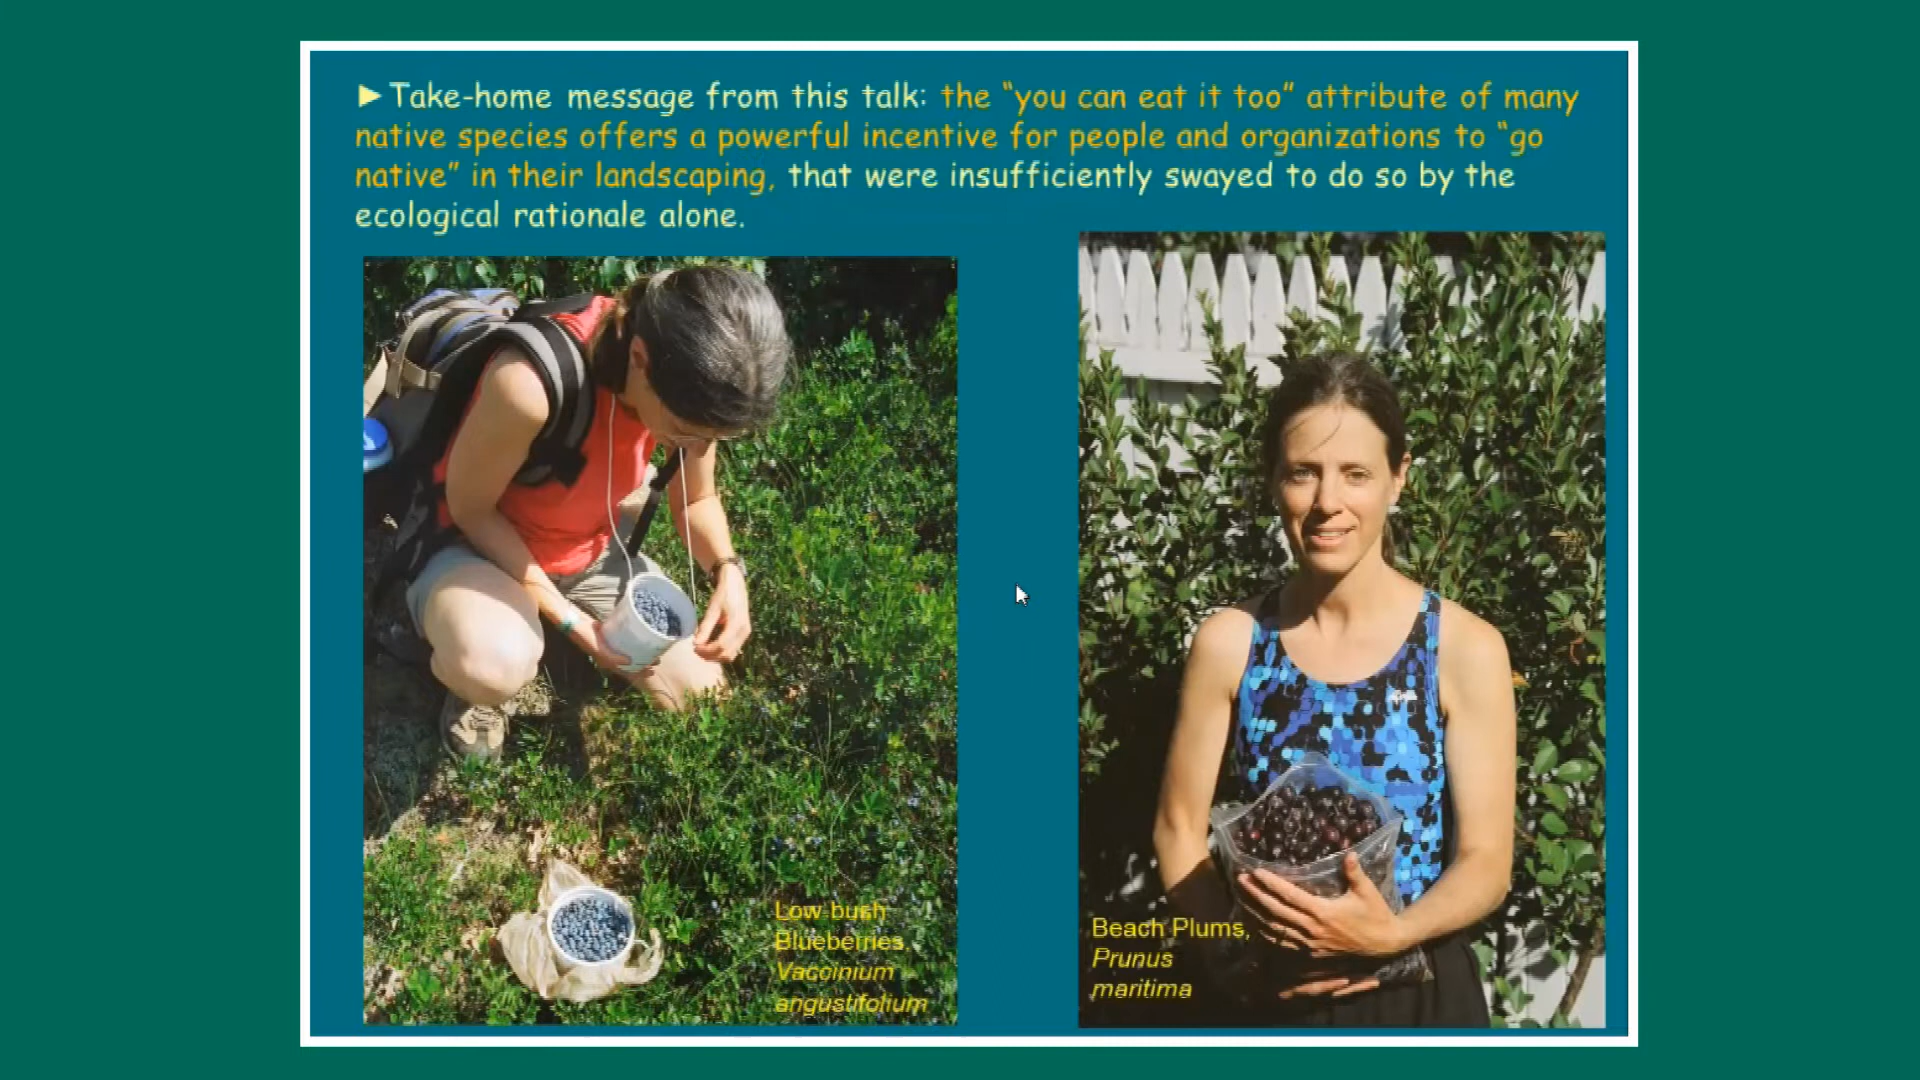 ►Take-home message from this talk: the “you can eat it too” attribute of many
native species offers a powerful incentive for people and organizations to “go
native” in their landscaping, that were insufficiently swayed to do so by the
ecological rationale alone.
Low bush
Blueberries,
Vaccinium
angustifolium
Beach Plums,
Prunus
maritima